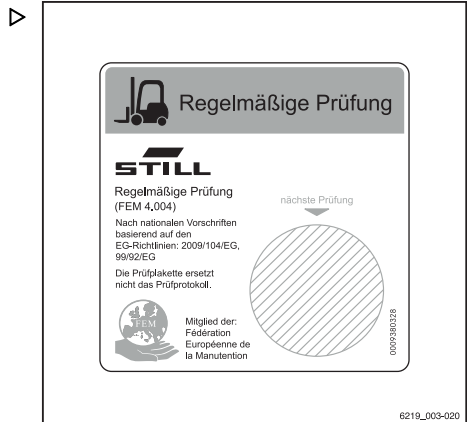 Regelmäßige Prüfung
STILL
Regelmäßige Prüfung
(FEM 4.004)
Nach nationalen Vorschriften
basierend auf den
EG-Richtlinien: 2009/104/EG,
99/92/EG
Die Prüfplakette ersetzt
nicht das Prüfprotokoll.
FEM
Mitglied der:
Fédération
Européenne de
la Manutention
nächste Prüfung
0009380328
6219_003-020